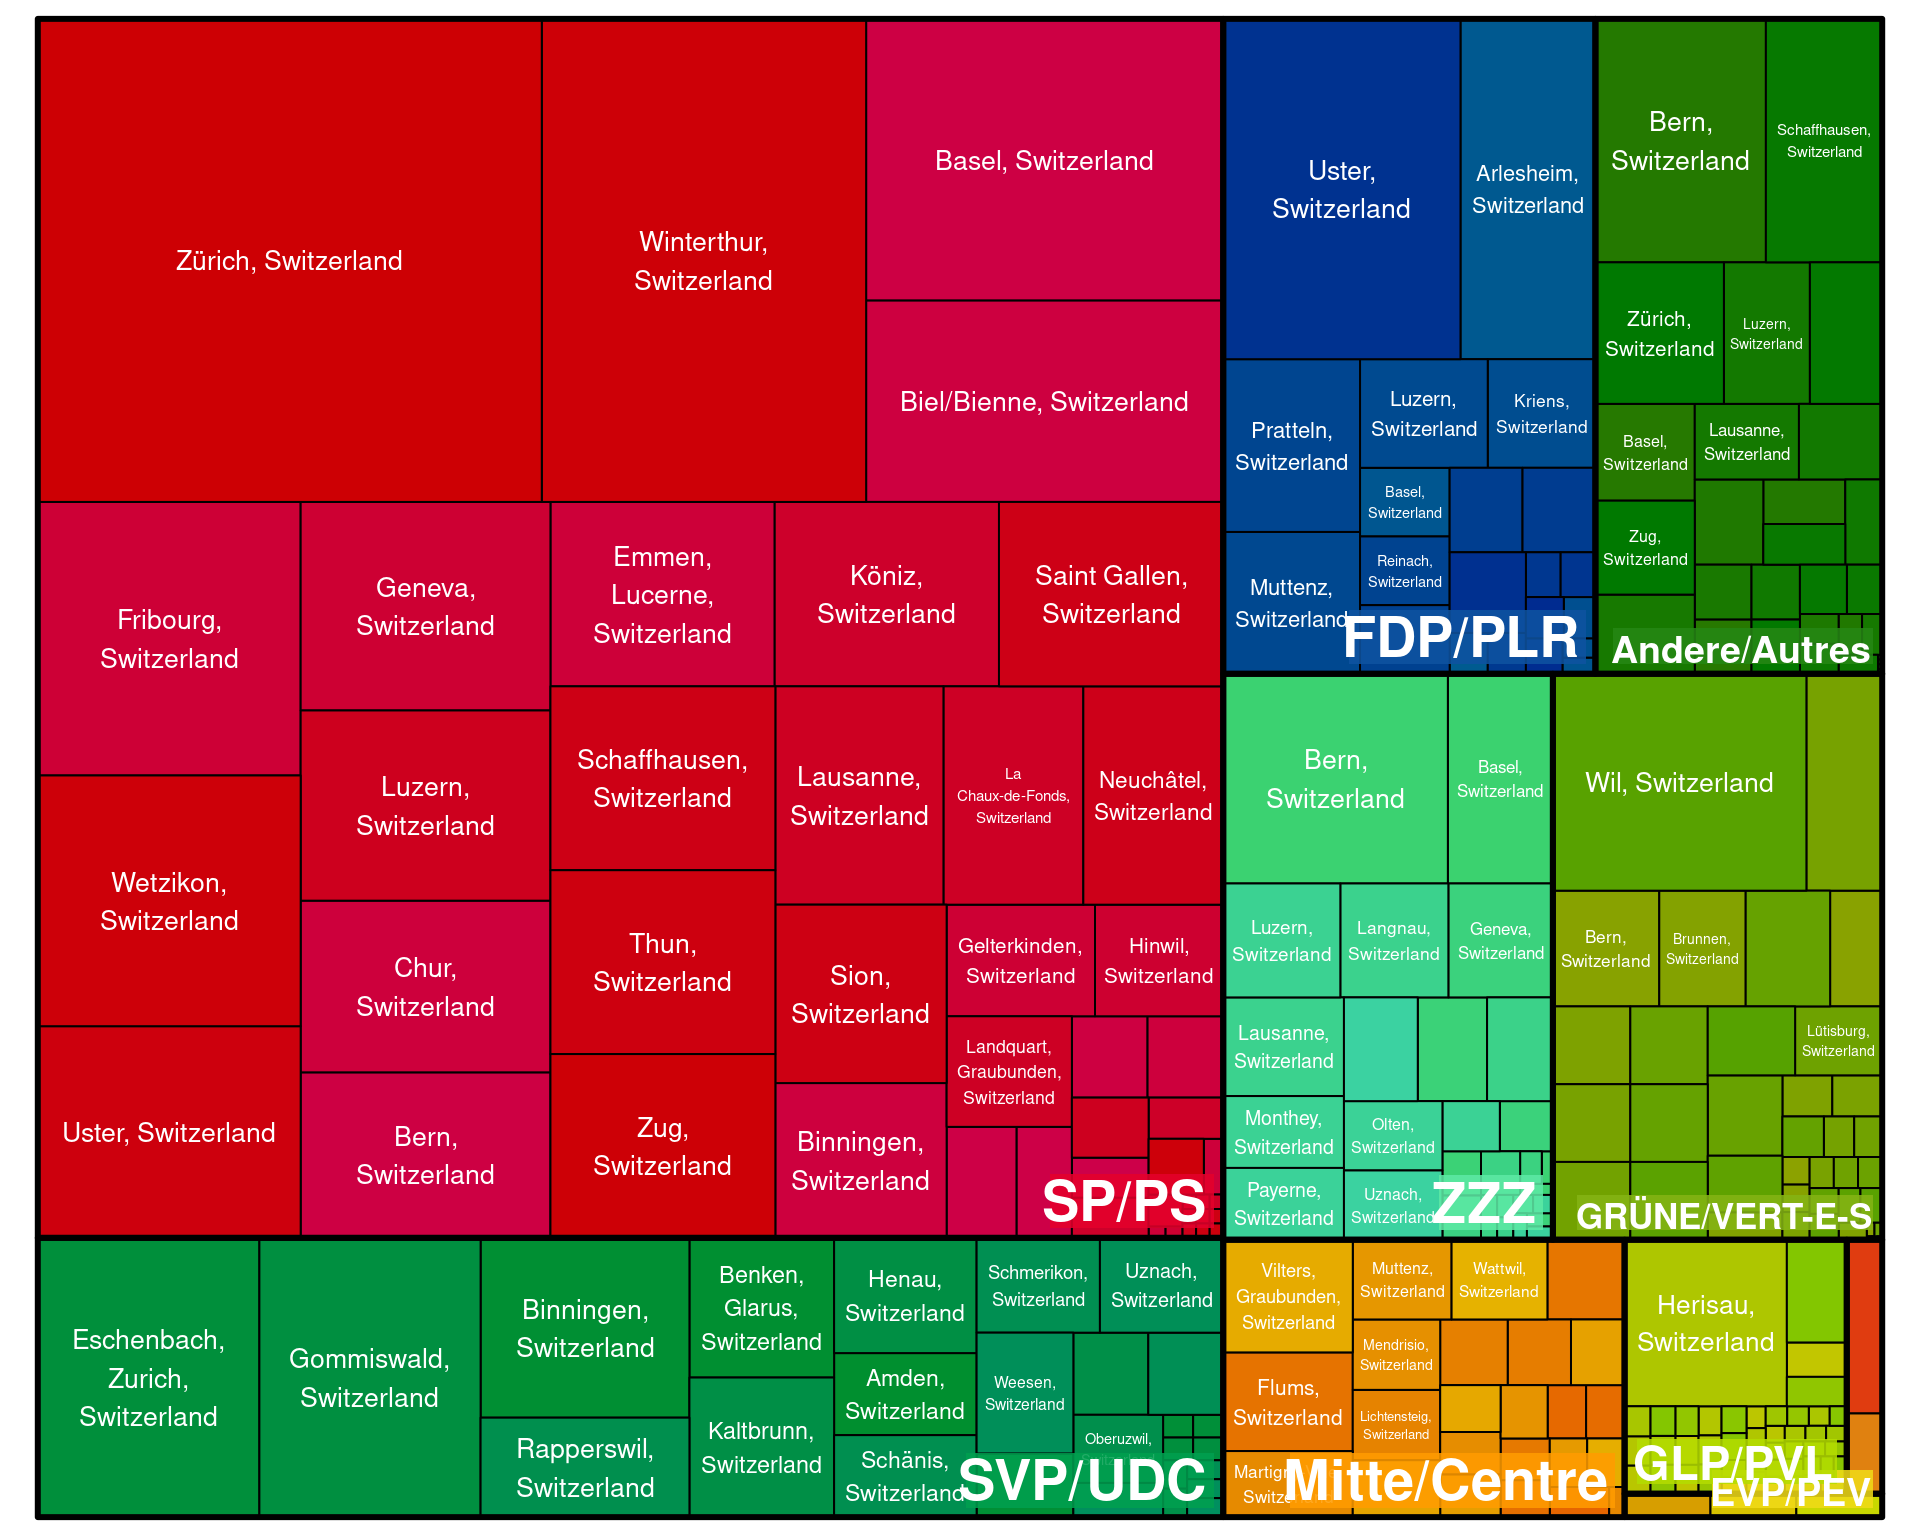 Zürich, Switzerland
Winterthur,
Switzerland
Basel, Switzerland
Biel/Bienne, Switzerland
Fribourg,
Switzerland
Geneva,
Switzerland
Emmen,
Lucerne,
Switzerland
Köniz,
Switzerland
Saint Gallen,
Switzerland
Wetzikon,
Switzerland
Luzern,
Switzerland
Schaffhausen,
Switzerland
Lausanne,
Switzerland
La
Chaux-de-Fonds,
Switzerland
Neuchâtel,
Switzerland
Chur,
Switzerland
Thun,
Switzerland
Sion,
Switzerland
Gelterkinden,
Switzerland
Hinwil,
Switzerland
Landquart,
Graubunden,
Switzerland
Uster, Switzerland
Bern,
Switzerland
Zug,
Switzerland
Binningen,
Switzerland
SP/PS
Uster,
Switzerland
Arlesheim,
Switzerland
Pratteln,
Switzerland
Luzern,
Switzerland
Kriens,
Switzerland
Basel,
Switzerland
Reinach,
Switzerland
Muttenz,
Switzerland
FDP/PLR
Bern,
Switzerland
Schaffhausen,
Switzerland
Zürich,
Switzerland
Luzern,
Switzerland
Basel,
Switzerland
Lausanne,
Switzerland
Zug,
Switzerland
Andere/Autres
Bern,
Switzerland
Basel,
Switzerland
Luzern,
Switzerland
Langnau,
Switzerland
Geneva,
Switzerland
Lausanne,
Switzerland
Monthey,
Switzerland
Olten,
Switzerland
Payerne,
Switzerland
Uznach,
Switzerland
ZZZ
Wil, Switzerland
Bern,
Switzerland
Brunnen,
Switzerland
Lütisburg,
Switzerland
GRÜNE/VERT-E-S
Eschenbach,
Zurich,
Switzerland
Gommiswald,
Switzerland
Binningen,
Switzerland
Rapperswil,
Switzerland
Benken,
Glarus,
Switzerland
Kaltbrunn,
Switzerland
Henau,
Switzerland
Amden,
Switzerland
Schänis,
Switzerland
Schmerikon,
Switzerland
Uznach,
Switzerland
Weesen,
Switzerland
Oberuzwil,
SVP/UDC
Vilters,
Graubunden,
Switzerland
Muttenz,
Switzerland
Wattwil,
Switzerland
Mendrisio,
Switzerland
Flums,
Switzerland
Lichtensteig,
Switzerland
Mitte/Centre
Herisau,
Switzerland
GLP/PVL
EVP/PEV